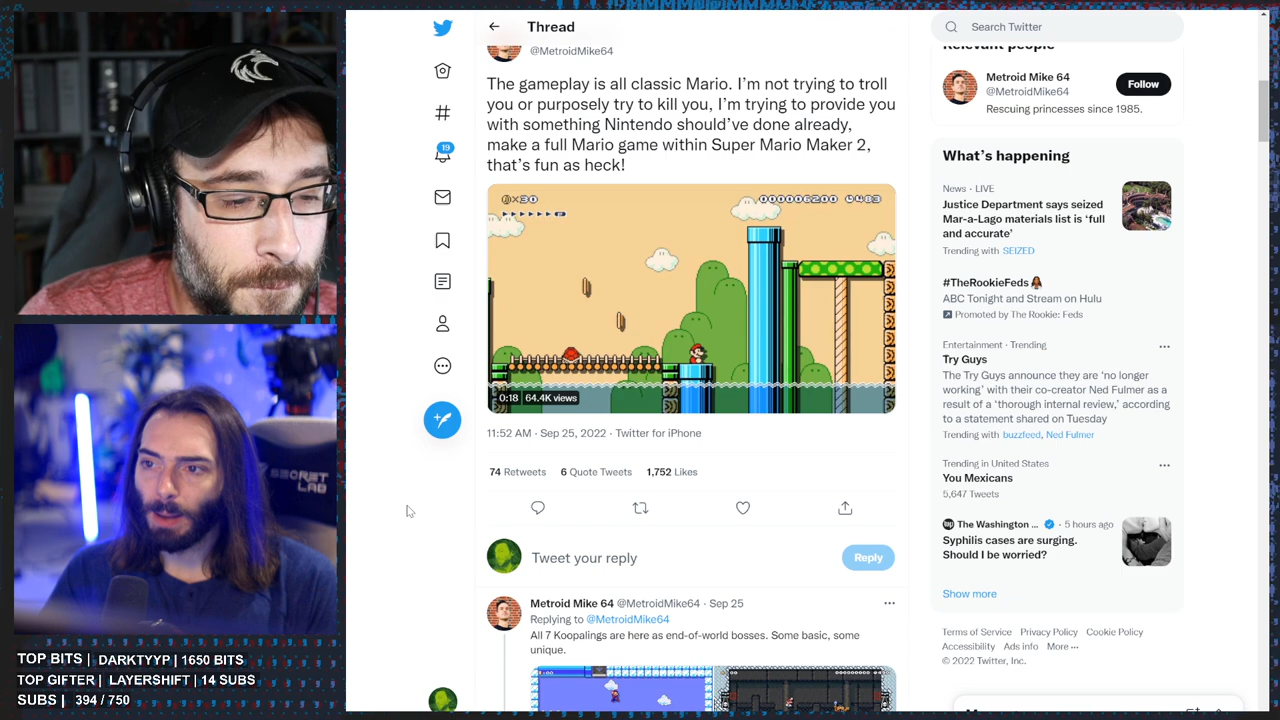 Thread
@MetroidMike64
The gameplay is all classic Mario. I'm not trying to troll
you or purposely try to kill you, I'm trying to provide you
with something Nintendo should've done already,
make a full Mario game within Super Mario Maker 2,
that's fun as heck!
0:18 64.4K views
11:52 AM · Sep 25, 2022 · Twitter for iPhone
74 Retweets 6 Quote Tweets 1,752 Likes
Tweet your reply
Reply
Metroid Mike 64 @MetroidMike64 · Sep 25
Replying to @MetroidMike64
All 7 Koopalings are here as end-of-world bosses. Some basic, some
unique.
19
Search Twitter
Relevant people
Metroid Mike 64
@MetroidMike64
Follow
Rescuing princesses since 1985.
What's happening
News · LIVE
Justice Department says seized
Mar-a-Lago materials list is 'full
and accurate'
Trending with SEIZED
#TheRookieFeds
ABC Tonight and Stream on Hulu
Promoted by The Rookie: Feds
Entertainment · Trending
Try Guys
The Try Guys announce they are 'no longer
working' with their co-creator Ned Fulmer as a
result of a 'thorough internal review,' according
to a statement shared on Tuesday
Trending with buzzfeed, Ned Fulmer
Trending in United States
You Mexicans
5,647 Tweets
The Washington ... · 5 hours ago
Syphilis cases are surging.
Should I be worried?
Show more
Terms of Service Privacy Policy Cookie Policy
Accessibility Ads info More ···
© 2022 Twitter, Inc.
SECRET
LAB
TOP BITS | DARKTYYP | 1650 BITS
TOP GIFTER | LAYERSHIFT | 14 SUBS
SUBS | 394 / 750